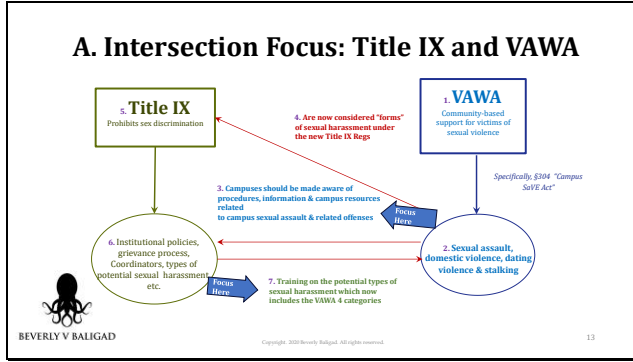 A. Intersection Focus: Title IX and VAWA
5. Title IX
Prohibits sex discrimination
4. Are now considered "forms"
of sexual harassment under
the new Title IX Regs
1. VAWA
Community-based
support for victims of
sexual violence
Specifically, §304 "Campus
SaVE Act"
3. Campuses should be made aware of
procedures, information & campus resources
related
to campus sexual assault & related offenses
Focus
Here
6. Institutional policies,
grievance process,
Coordinators, types of
potential sexual harassment
etc.
2. Sexual assault,
domestic violence, dating
violence & stalking
Focus
Here
7. Training on the potential types of
sexual harassment which now
includes the VAWA 4 categories
BEVERLY V BALIGAD
Copyright 2020 Beverly Baligad. All rights reserved.
13